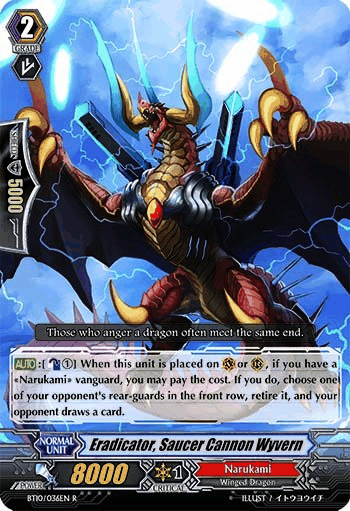 2
GRADE
5000
SHIELD
Those who anger a dragon often meet the same end.
AUTO:[①] When this unit is placed on or, if you have a
«Narukami» vanguard, you may pay the cost. If you do, choose one
of your opponent's rear-guards in the front row, retire it, and your
opponent draws a card.
NORMAL
UNIT
Eradicator, Saucer Cannon Wyvern
POWER
8000
1
CRITICAL
Narukami
Winged Dragon
BT10/036EN R
ILLUST / イトウヨウイチ